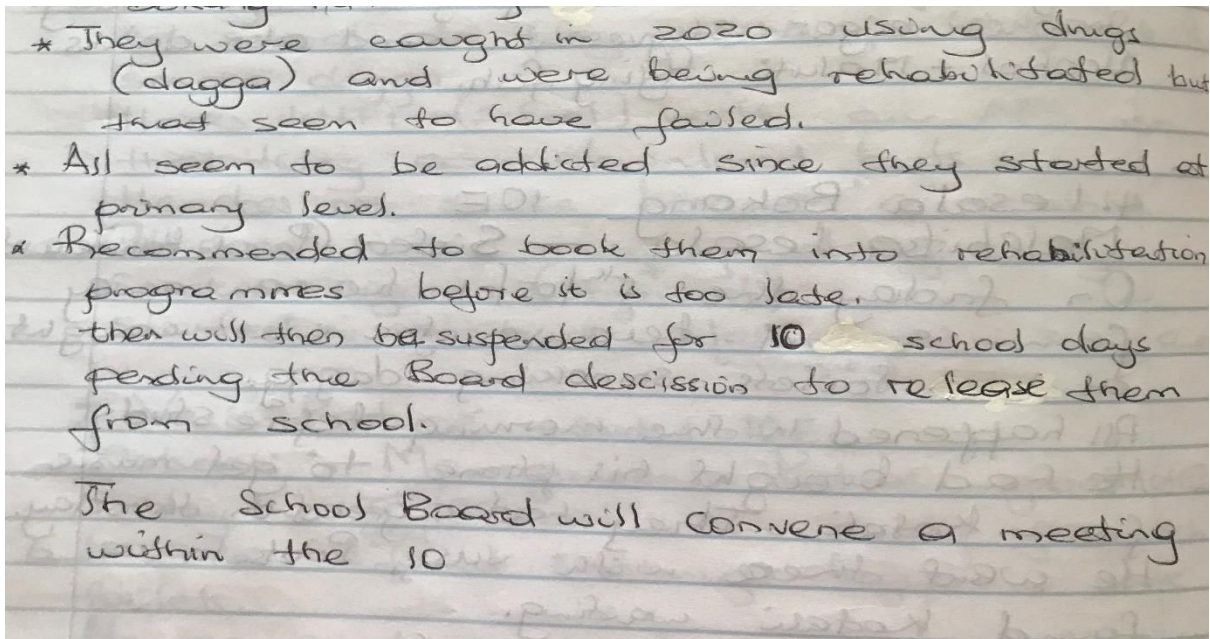 * They were caught in 2020 using drugs
(dagga) and were being rehabilitated but
that seen to have failed.
* All seem to be addicted since they started at
primary level.
* Recommended to book them into rehabilitation
programmes before it is too late.
then will then be suspended for 10 school days
pending the Board descission to release them
from school.
The School Board will convene a meeting
within the 10